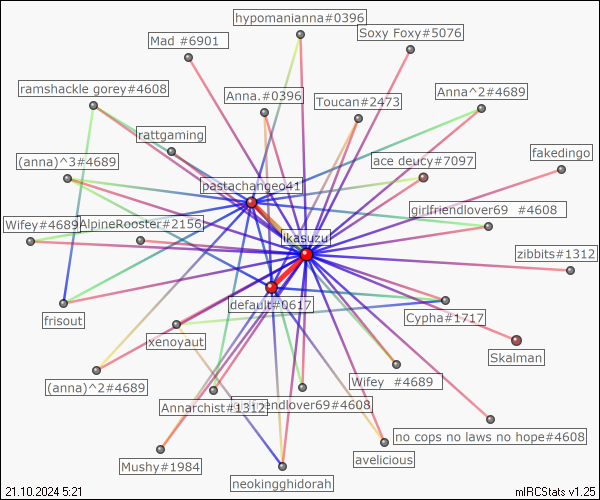 hypomanianna#0396
Soxy Foxy#5076
Mad #6901
ramshackle gorey#4608
Anna.#0396
Toucan#2473
Anna^2#4689
rattgaming
(anna)^3#4689
ace deucy#7097
fakedingo
pastachangeo41
girlfriendlover69 #4608
Wifey#4689
AlpineRooster#2156
ikasuzu
zibbits#1312
default#0617
frisout
Cypha#1717
xenoyaut
Skalman
(anna)^2#4689
Wifey #4689
Annarchist#1312
endlover69#4608
no cops no laws no hope#4608
Mushy#1984
avelicious
neokingghidorah
21.10.2024 5:21
mIRCStats v1.25